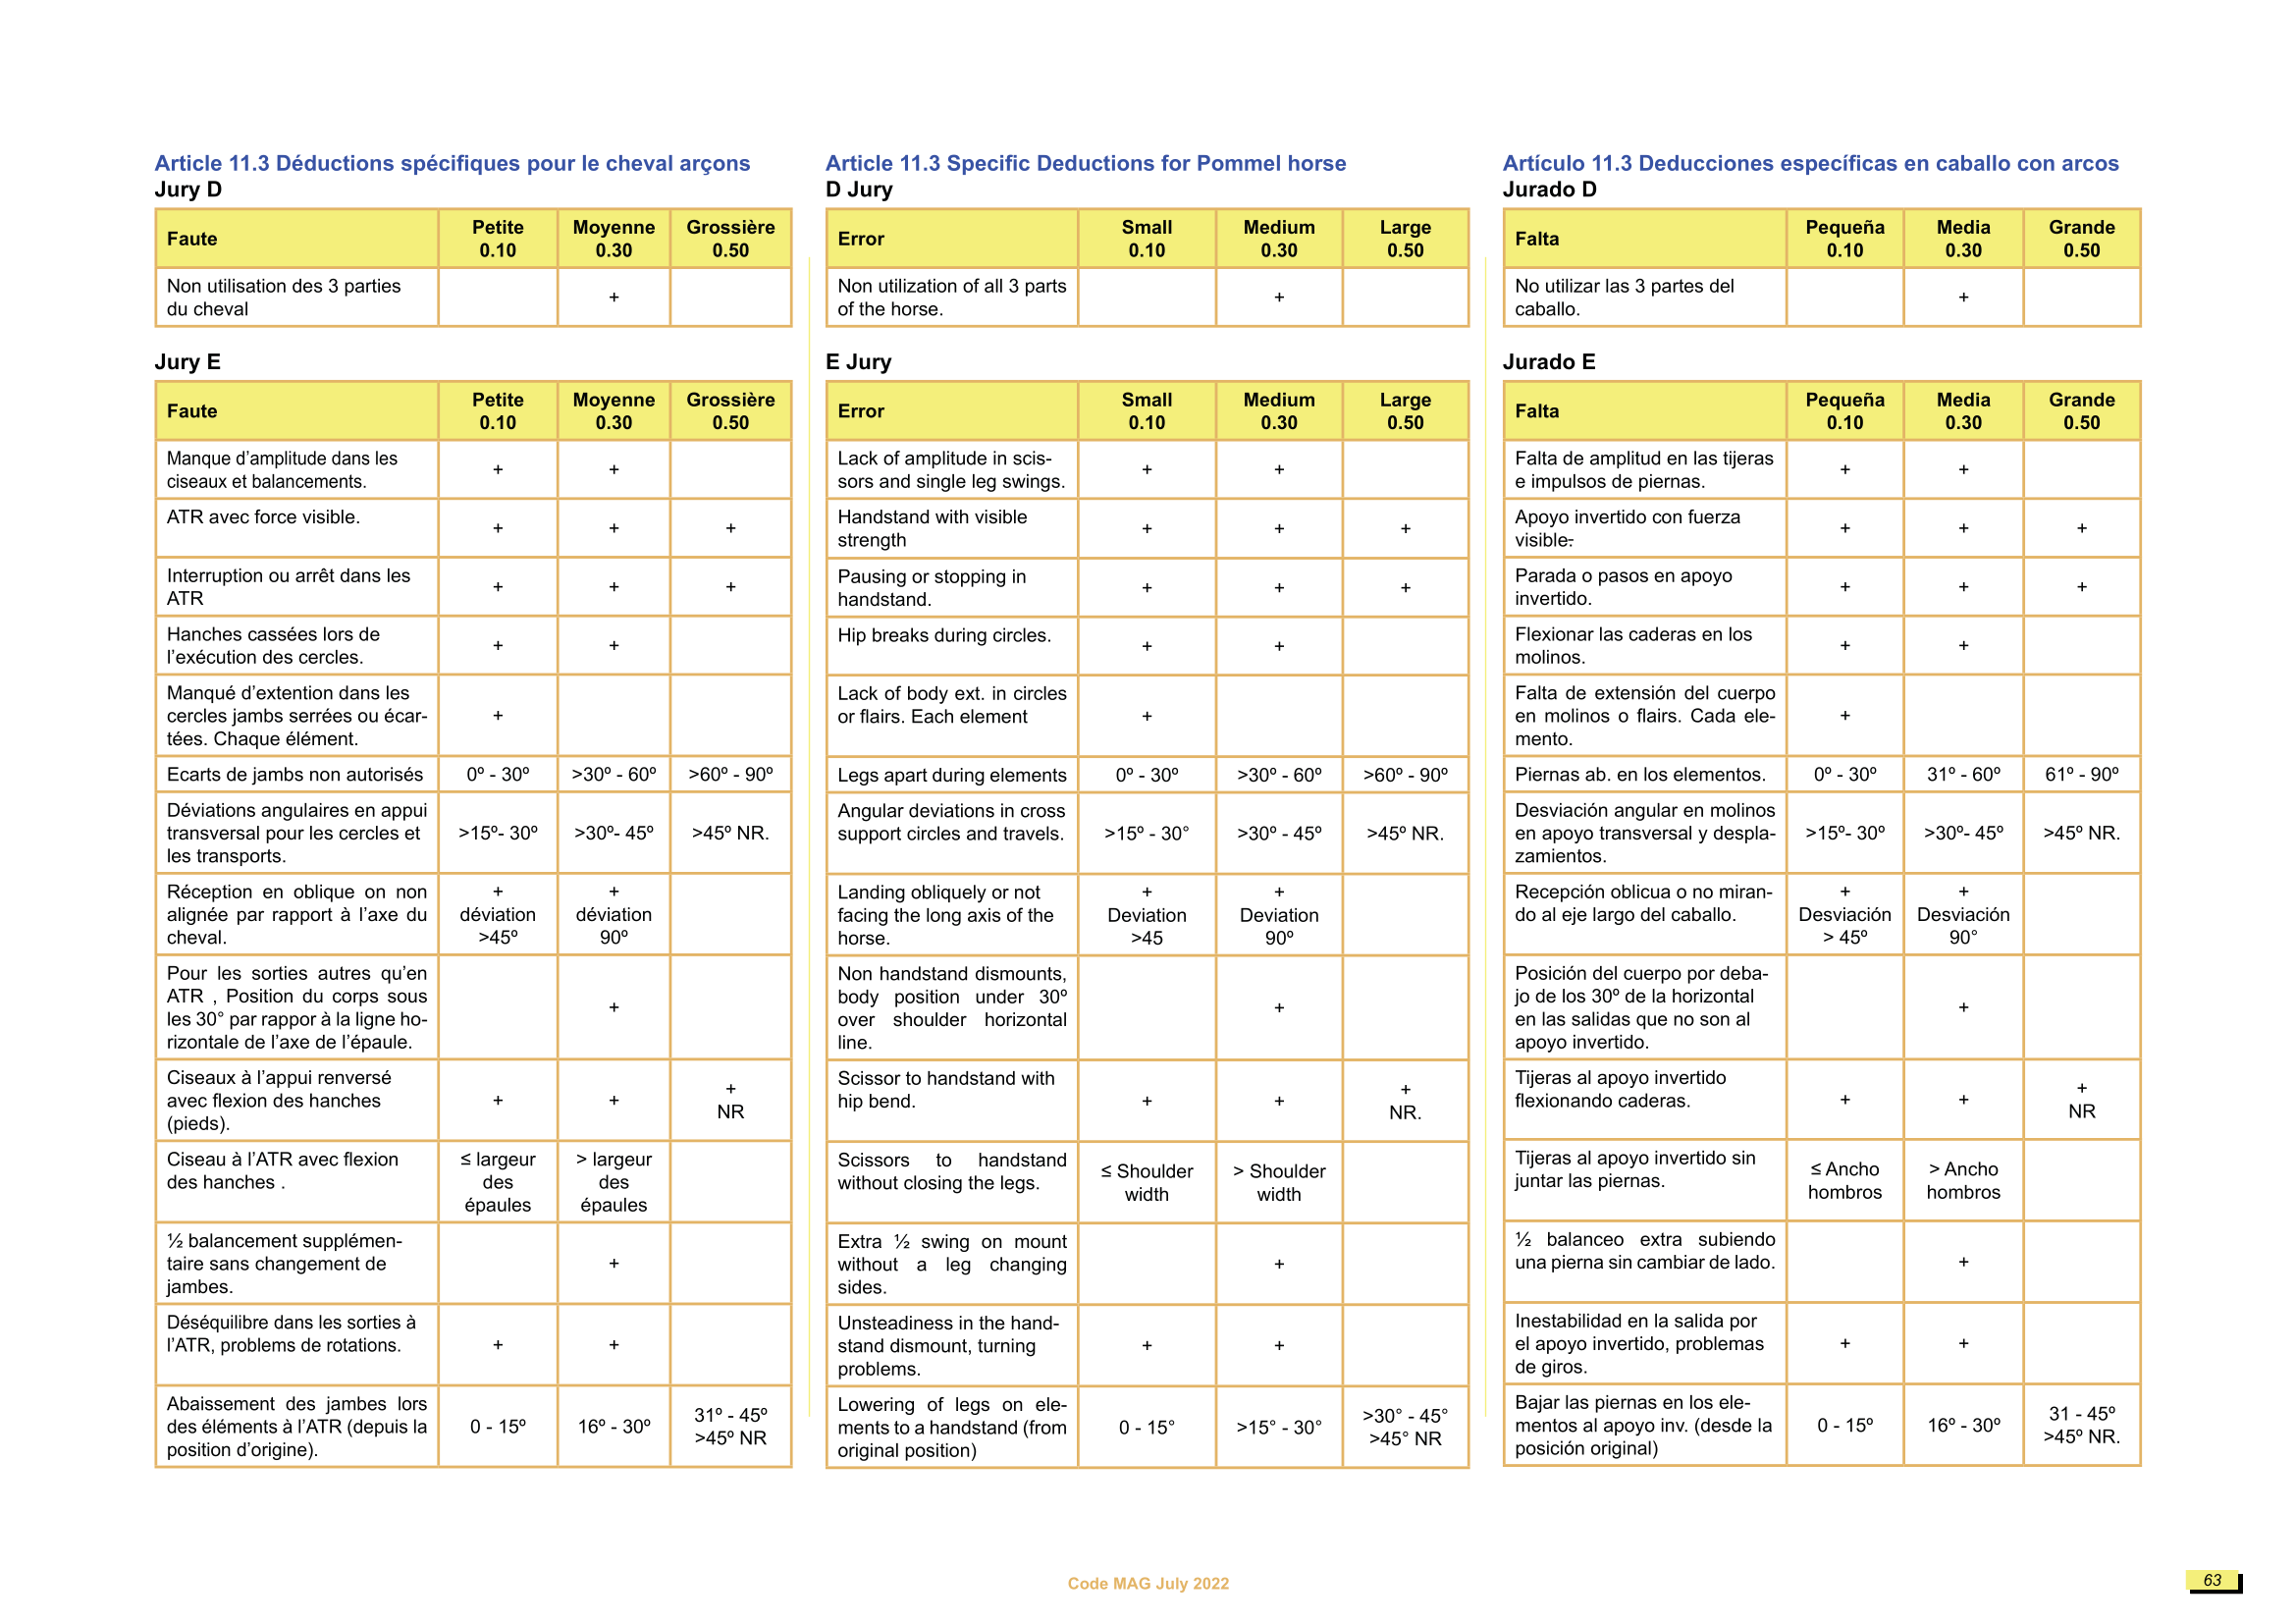 Article 11.3 Déductions spécifiques pour le cheval arçons
Jury D
Faute
Petite
0.10
Moyenne
0.30
Grossière
0.50
Non utilisation des 3 parties
du cheval
+
Jury E
Faute
Petite
0.10
Moyenne
0.30
Grossière
0.50
Manque d’amplitude dans les
ciseaux et balancements.
+
+
ATR avec force visible.
+
+
+
Interruption ou arrêt dans les
ATR
+
+
+
Hanches cassées lors de
l’exécution des cercles.
+
+
Manqué d’extention dans les
cercles jambs serrées ou écar-
tées. Chaque élément.
+
Ecarts de jambs non autorisés
0º - 30º
>30º - 60º
>60º - 90º
Déviations angulaires en appui
transversal pour les cercles et
les transports.
>15º- 30º
>30º- 45º
>45º NR.
Réception en oblique on non
alignée par rapport à l’axe du
cheval.
+
déviation
>45º
+
déviation
90º
Pour les sorties autres qu’en
ATR , Position du corps sous
les 30° par rappor à la ligne ho-
rizontale de l’axe de l’épaule.
+
Ciseaux à l’appui renversé
avec flexion des hanches
(pieds).
+
+
+
NR
Ciseau à l’ATR avec flexion
des hanches .
≤ largeur
des
épaules
> largeur
des
épaules
½ balancement supplémen-
taire sans changement de
jambes.
+
Déséquilibre dans les sorties à
l’ATR, problems de rotations.
+
+
Abaissement des jambes lors
des éléments à l’ATR (depuis la
position d’origine).
0 - 15º
16º - 30º
31º - 45º
>45º NR
Article 11.3 Specific Deductions for Pommel horse
D Jury
Error
Small
0.10
Medium
0.30
Large
0.50
Non utilization of all 3 parts
of the horse.
+
E Jury
Error
Small
0.10
Medium
0.30
Large
0.50
Lack of amplitude in scis-
sors and single leg swings.
+
+
Handstand with visible
strength
+
+
+
Pausing or stopping in
handstand.
+
+
+
Hip breaks during circles.
+
+
Lack of body ext. in circles
or flairs. Each element
+
Legs apart during elements
0º - 30º
>30º - 60º
>60º - 90º
Angular deviations in cross
support circles and travels.
>15º - 30°
>30º - 45º
>45º NR.
Landing obliquely or not
facing the long axis of the
horse.
+
Deviation
>45
+
Deviation
90º
Non handstand dismounts,
body position under 30º
over shoulder horizontal
line.
+
Scissor to handstand with
hip bend.
+
+
+
NR.
Scissors to handstand
without closing the legs.
≤ Shoulder
width
> Shoulder
width
Extra ½ swing on mount
without a leg changing
sides.
+
Unsteadiness in the hand-
stand dismount, turning
problems.
+
+
Lowering of legs on ele-
ments to a handstand (from
original position)
0 - 15°
>15° - 30°
>30° - 45°
>45° NR
Artículo 11.3 Deducciones específicas en caballo con arcos
Jurado D
Falta
Pequeña
0.10
Media
0.30
Grande
0.50
No utilizar las 3 partes del
caballo.
+
Jurado E
Falta
Pequeña
0.10
Media
0.30
Grande
0.50
Falta de amplitud en las tijeras
e impulsos de piernas.
+
+
Apoyo invertido con fuerza
visible.
+
+
+
Parada o pasos en apoyo
invertido.
+
+
+
Flexionar las caderas en los
molinos.
+
+
Falta de extensión del cuerpo
en molinos o flairs. Cada ele-
mento.
+
Piernas ab. en los elementos.
0º - 30º
31º - 60º
61º - 90º
Desviación angular en molinos
en apoyo transversal y despla-
zamientos.
>15º- 30º
>30º- 45º
>45º NR.
Recepción oblicua o no miran-
do al eje largo del caballo.
+
Desviación
> 45º
+
Desviación
90°
Posición del cuerpo por deba-
jo de los 30º de la horizontal
en las salidas que no son al
apoyo invertido.
+
Tijeras al apoyo invertido
flexionando caderas.
+
+
+
NR
Tijeras al apoyo invertido sin
juntar las piernas.
≤ Ancho
hombros
> Ancho
hombros
½ balanceo extra subiendo
una pierna sin cambiar de lado.
+
Inestabilidad en la salida por
el apoyo invertido, problemas
de giros.
+
+
Bajar las piernas en los ele-
mentos al apoyo inv. (desde la
posición original)
0 - 15º
16º - 30º
31 - 45º
>45º NR.
Code MAG July 2022
63